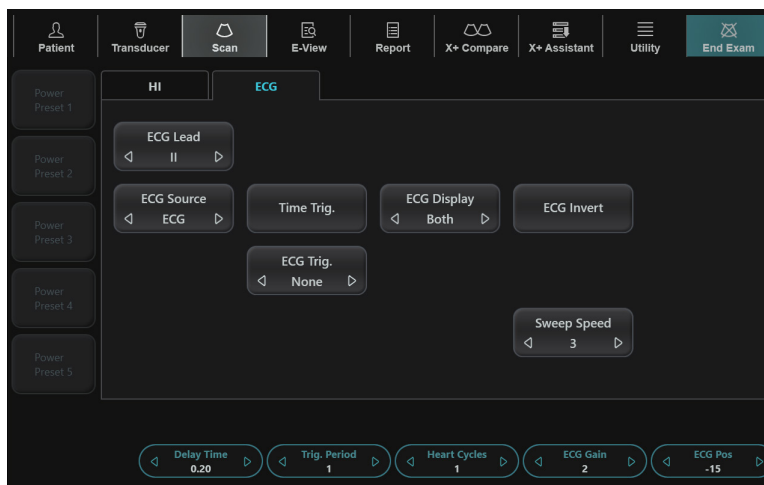 Patient
Transducer
Scan
E-View
Report
X+ Compare
X+ Assistant
Utility
End Exam
Power
Preset 1
Power
Preset 2
Power
Preset 3
Power
Preset 4
Power
Preset 5
HI
ECG
ECG Lead
II
ECG Source
ECG
Time Trig.
ECG Display
Both
ECG Invert
ECG Trig.
None
Sweep Speed
3
Delay Time
0.20
Trig. Period
1
Heart Cycles
1
ECG Gain
2
ECG Pos
-15